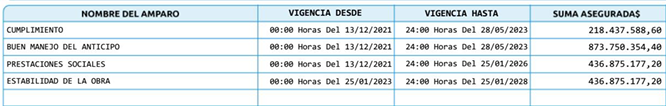 NOMBRE DEL AMPARO VIGENCIA DESDE VIGENCIA HASTA SUMA ASEGURADA$
CUMPLIMIENTO 00:00 Horas Del 13/12/2021 24:00 Horas Del 28/05/2023 218.437.588,60
BUEN MANEJO DEL ANTICIPO 00:00 Horas Del 13/12/2021 24:00 Horas Del 28/05/2023 873.750.354,40
PRESTACIONES SOCIALES 00:00 Horas Del 13/12/2021 24:00 Horas Del 25/01/2026 436.875.177,20
ESTABILIDAD DE LA OBRA 00:00 Horas Del 25/01/2023 24:00 Horas Del 25/01/2028 436.875.177,20